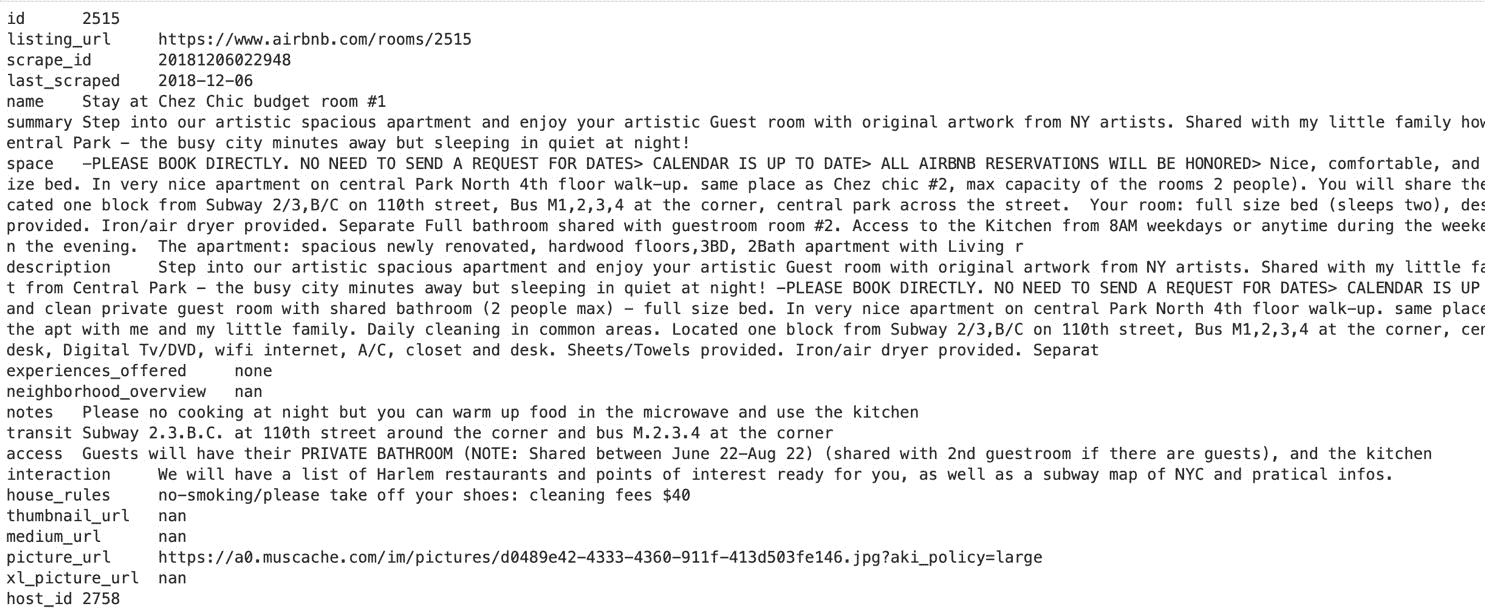 id 2515
listing_url https://www.airbnb.com/rooms/2515
scrape_id 20181206022948
last_scraped 2018-12-06
name Stay at Chez Chic budget room #1
summary Step into our artistic spacious apartment and enjoy your artistic Guest room with original artwork from NY artists. Shared with my little family how
entral Park - the busy city minutes away but sleeping in quiet at night!
space -PLEASE BOOK DIRECTLY. NO NEED TO SEND A REQUEST FOR DATES> CALENDAR IS UP TO DATE> ALL AIRBNB RESERVATIONS WILL BE HONORED> Nice, comfortable, and
ize bed. In very nice apartment on central Park North 4th floor walk-up. same place as Chez chic #2, max capacity of the rooms 2 people). You will share the
cated one block from Subway 2/3,B/C on 110th street, Bus M1,2,3,4 at the corner, central park across the street.  Your room: full size bed (sleeps two), des
provided. Iron/air dryer provided. Separate Full bathroom shared with guestroom room #2. Access to the Kitchen from 8AM weekdays or anytime during the weeke
n the evening.  The apartment: spacious newly renovated, hardwood floors,3BD, 2Bath apartment with Living r
description Step into our artistic spacious apartment and enjoy your artistic Guest room with original artwork from NY artists. Shared with my little fa
t from Central Park - the busy city minutes away but sleeping in quiet at night! -PLEASE BOOK DIRECTLY. NO NEED TO SEND A REQUEST FOR DATES> CALENDAR IS UP
and clean private guest room with shared bathroom (2 people max) - full size bed. In very nice apartment on central Park North 4th floor walk-up. same place
the apt with me and my little family. Daily cleaning in common areas. Located one block from Subway 2/3,B/C on 110th street, Bus M1,2,3,4 at the corner, cen
desk, Digital Tv/DVD, wifi internet, A/C, closet and desk. Sheets/Towels provided. Iron/air dryer provided. Separat
experiences_offered none
neighborhood_overview nan
notes Please no cooking at night but you can warm up food in the microwave and use the kitchen
transit Subway 2.3.B.C. at 110th street around the corner and bus M.2.3.4 at the corner
access Guests will have their PRIVATE BATHROOM (NOTE: Shared between June 22-Aug 22) (shared with 2nd guestroom if there are guests), and the kitchen
interaction We will have a list of Harlem restaurants and points of interest ready for you, as well as a subway map of NYC and pratical infos.
house_rules no-smoking/please take off your shoes: cleaning fees $40
thumbnail_url nan
medium_url nan
picture_url https://a0.muscache.com/im/pictures/d0489e42-4333-4360-911f-413d503fe146.jpg?aki_policy=large
xl_picture_url nan
host_id 2758